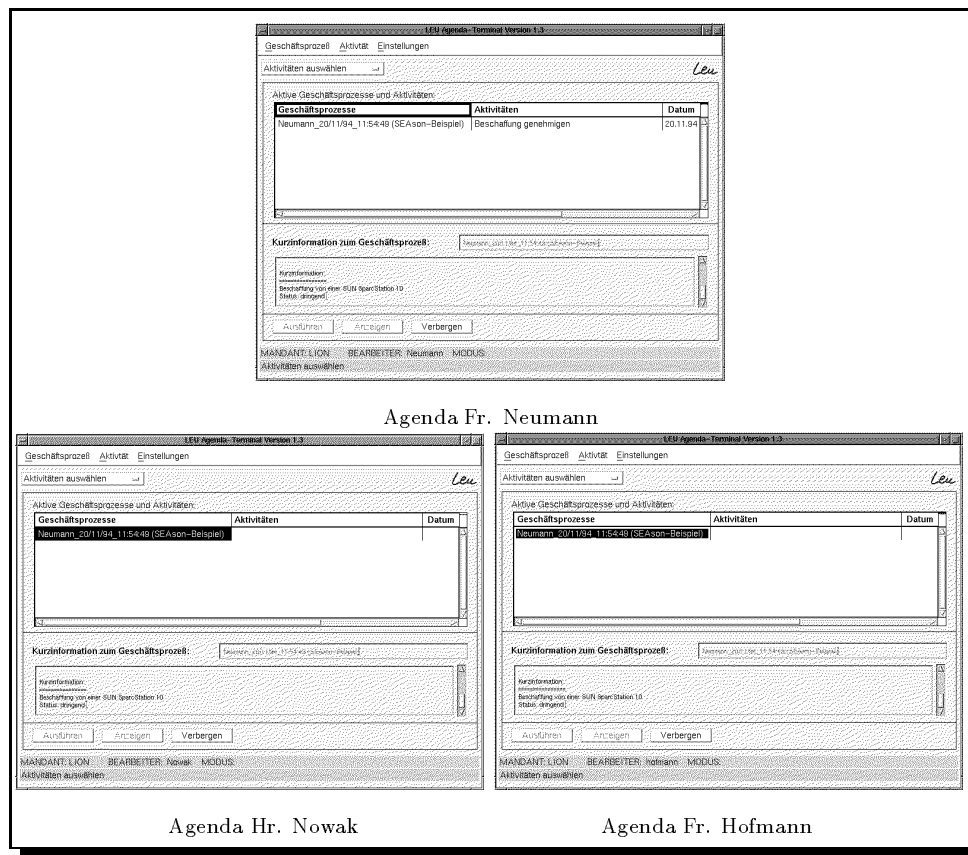 LEU Agenda-Terminal Version 1.3
Geschäftsprozeß Aktivtät Einstellungen
Aktivitäten auswählen
Leu
Aktive Geschäftsprozesse und Aktivitäten:
Geschäftsprozesse Aktivitäten Datum
Neumann_20/11/94_11:54:49 (SEAson-Beispiel) Beschaffung genehmigen 20.11.94
Kurzinformation zum Geschäftsprozeß:
Kurzinformation:
Beschaffung von einer SUN SparcStation 10
Status: dringend
Ausführen Anzeigen Verbergen
MANDANT: LION BEARBEITER: Neumann MODUS:
Aktivitäten auswählen
Agenda Fr. Neumann
LEU Agenda-Terminal Version 1.3
Geschäftsprozeß Aktivtät Einstellungen
Aktivitäten auswählen
Leu
Aktive Geschäftsprozesse und Aktivitäten:
Geschäftsprozesse Aktivitäten Datum
Neumann_20/11/94_11:54:49 (SEAson-Beispiel)
Kurzinformation zum Geschäftsprozeß:
Kurzinformation:
Beschaffung von einer SUN SparcStation 10
Status: dringend
Ausführen Anzeigen Verbergen
MANDANT: LION BEARBEITER: Nowak MODUS:
Aktivitäten auswählen
Agenda Hr. Nowak
LEU Agenda-Terminal Version 1.3
Geschäftsprozeß Aktivtät Einstellungen
Aktivitäten auswählen
Leu
Aktive Geschäftsprozesse und Aktivitäten:
Geschäftsprozesse Aktivitäten Datum
Neumann_20/11/94_11:54:49 (SEAson-Beispiel)
Kurzinformation zum Geschäftsprozeß:
Kurzinformation:
Beschaffung von einer SUN SparcStation 10
Status: dringend
Ausführen Anzeigen Verbergen
MANDANT: LION BEARBEITER: hofmann MODUS:
Aktivitäten auswählen
Agenda Fr. Hofmann